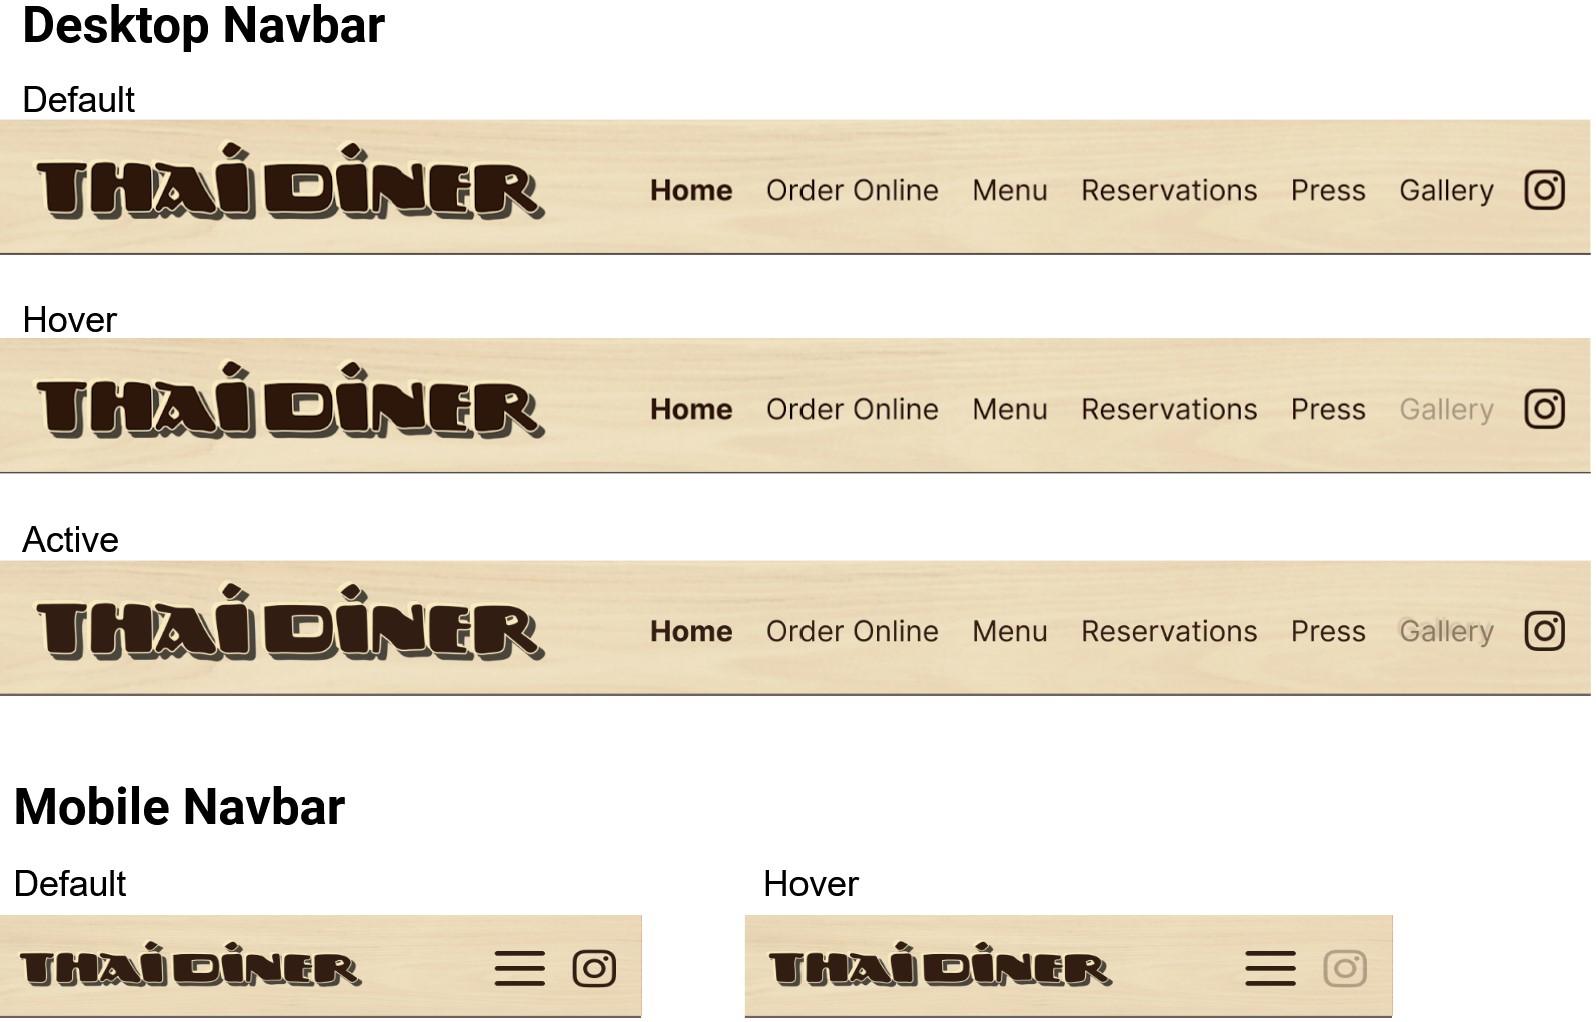 Desktop Navbar
Default
THAI DINER Home Order Online Menu Reservations Press Gallery
Hover
THAI DINER Home Order Online Menu Reservations Press Gallery
Active
THAI DINER Home Order Online Menu Reservations Press Gallery
Mobile Navbar
Default
THAI DINER
Hover
THAI DINER